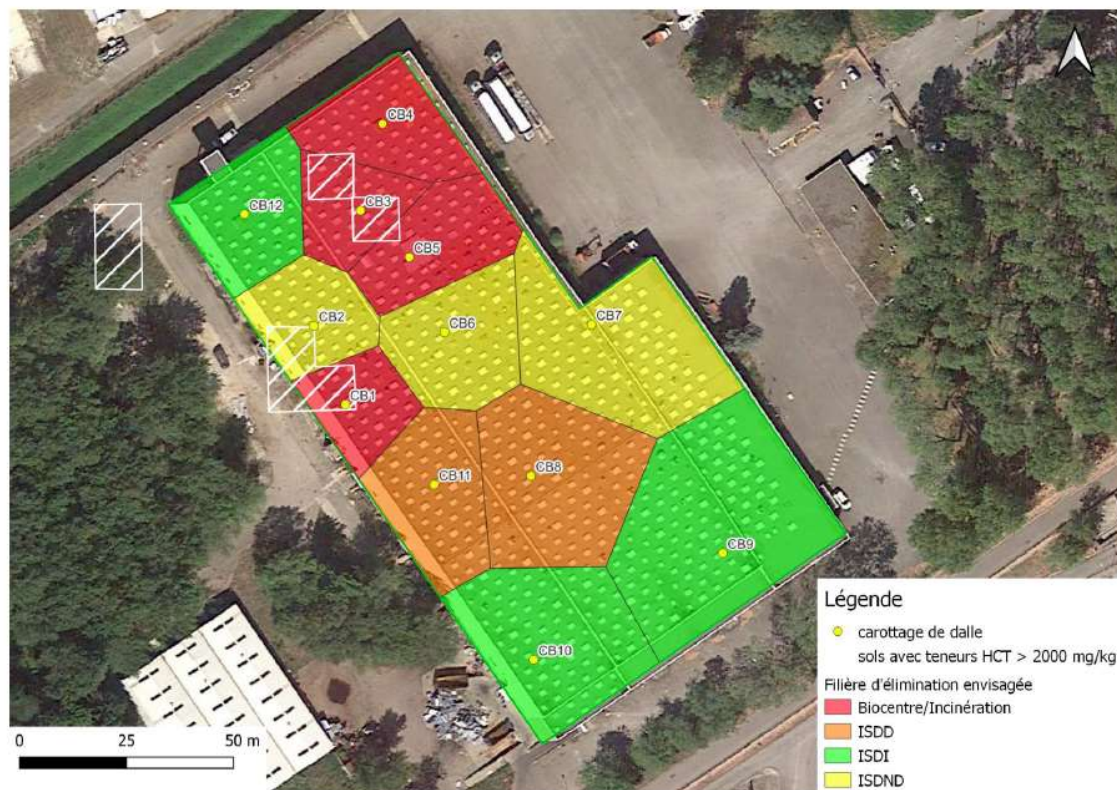 CB4
CB3
CB12
CB5
CB2
CB6
CB7
CB1
CB11
CB8
CB9
CB10
0 25 50 m
Légende
carottage de dalle
sols avec teneurs HCT > 2000 mg/kg
Filière d'élimination envisagée
Biocentre/Incinération
ISDD
ISDI
ISDND